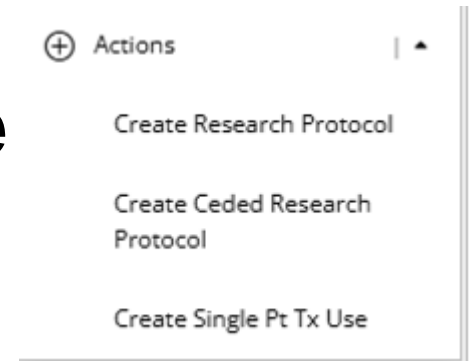 Actions
e
Create Research Protocol
Create Ceded Research
Protocol
Create Single Pt Tx Use